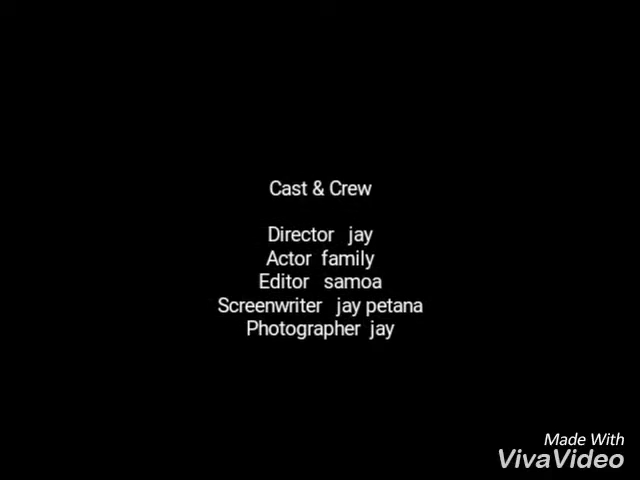 Cast & Crew
Director jay
Actor family
Editor samoa
Screenwriter jay petana
Photographer jay
Made With
VivaVideo